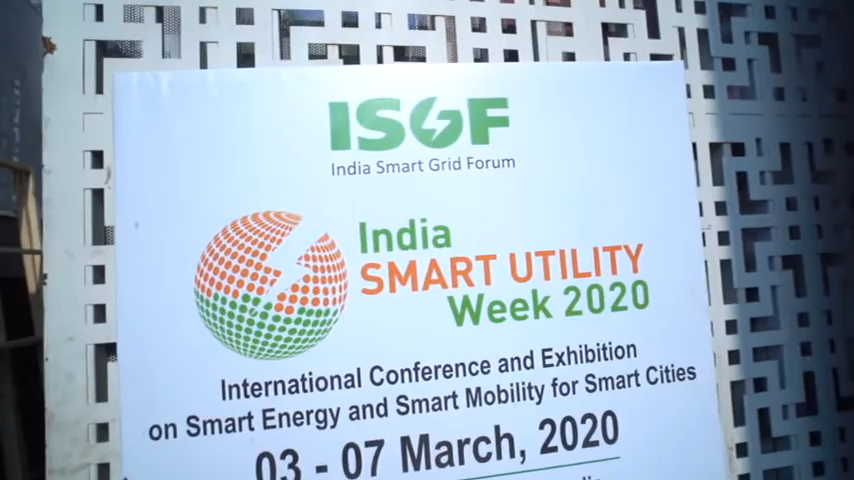 ISGF
India Smart Grid Forum
India
SMART UTILITY
Week 2020
International Conference and Exhibition
on Smart Energy and Smart Mobility for Smart Cities
03 - 07 March, 2020